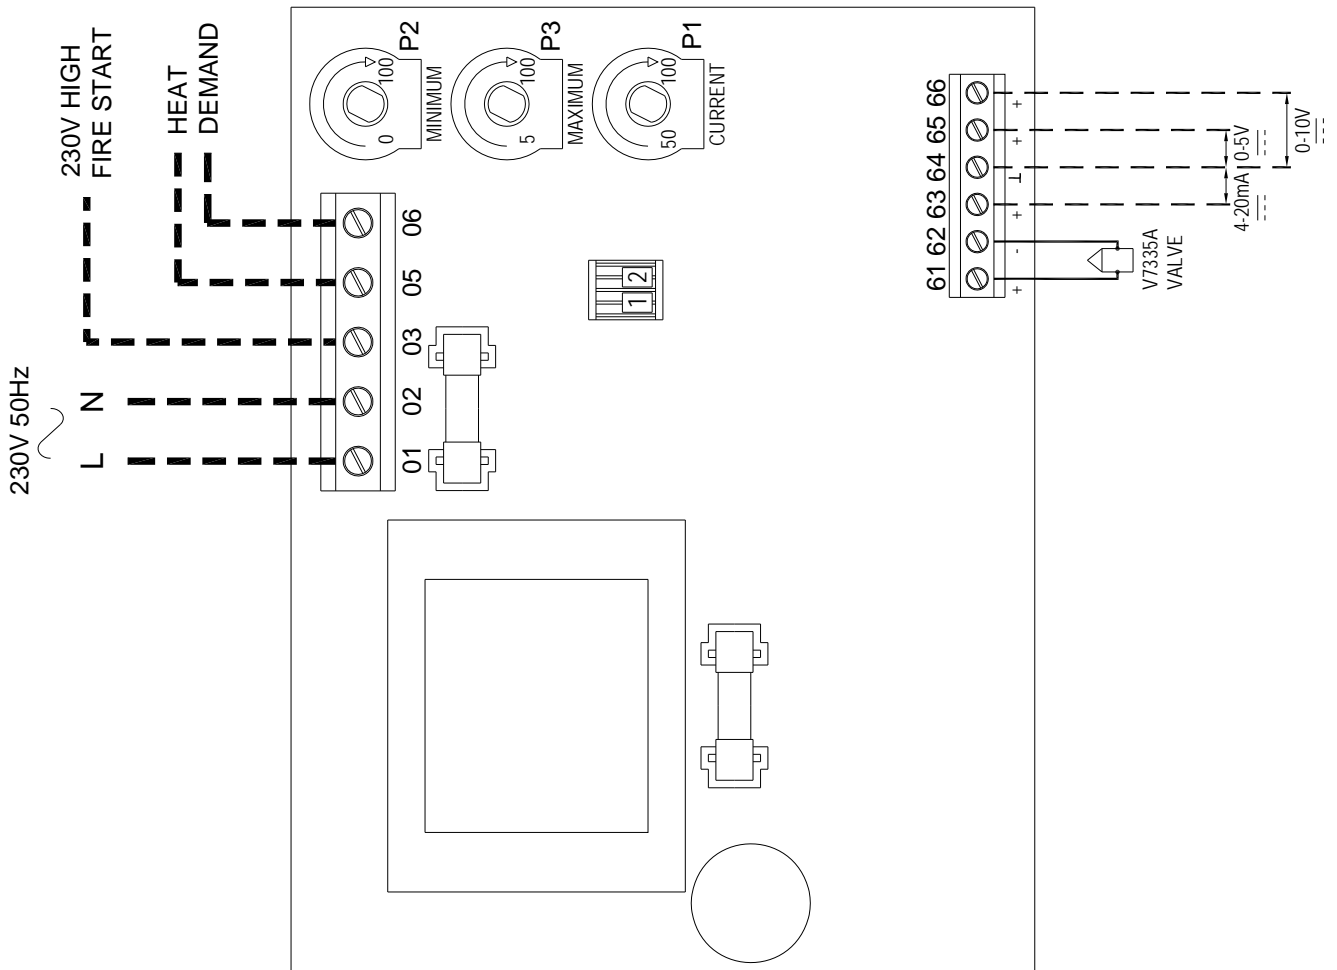 230V HIGH
FIRE START
HEAT
DEMAND
230V 50Hz
L
N
01
02
03
05
06
P2
0
100
MINIMUM
P3
5
100
MAXIMUM
P1
50
100
CURRENT
1
2
61
62
63
64
65
66
+
-
+
⊥
+
+
V7335A
VALVE
4-20mA
0-5V
0-10V